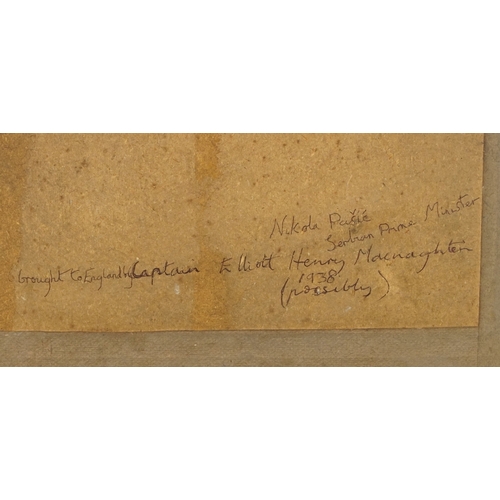 Nikola Pašić
Serbian Prime Minister
brought to England by Captain Elliott Henry Macnaghten
1938
(possibly)